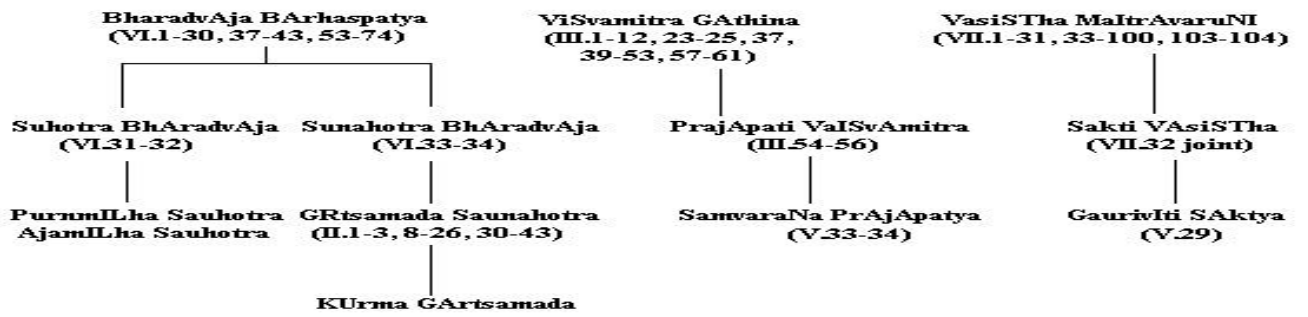 BharadvAja BArhaspatya
(VI.1-30, 37-43, 53-74)
ViSvamitra GAthina
(III.1-12, 23-25, 37,
39-53, 57-61)
VasiSTha MaItrAvaruNI
(VII.1-31, 33-100, 103-104)
Suhotra BhAradvAja
(VI.31-32)
Sunahotra BhAradvAja
(VI.33-34)
PrajApati VaISvAmitra
(III.54-56)
Sakti VAsiSTha
(VII.32 joint)
PurumILha Sauhotra
AjamILha Sauhotra
GRtsamada Saunahotra
(II.1-3, 8-26, 30-43)
SamvaraNa PrAjApatya
(V.33-34)
GaurivIti SAktya
(V.29)
KUrma GArtsamada